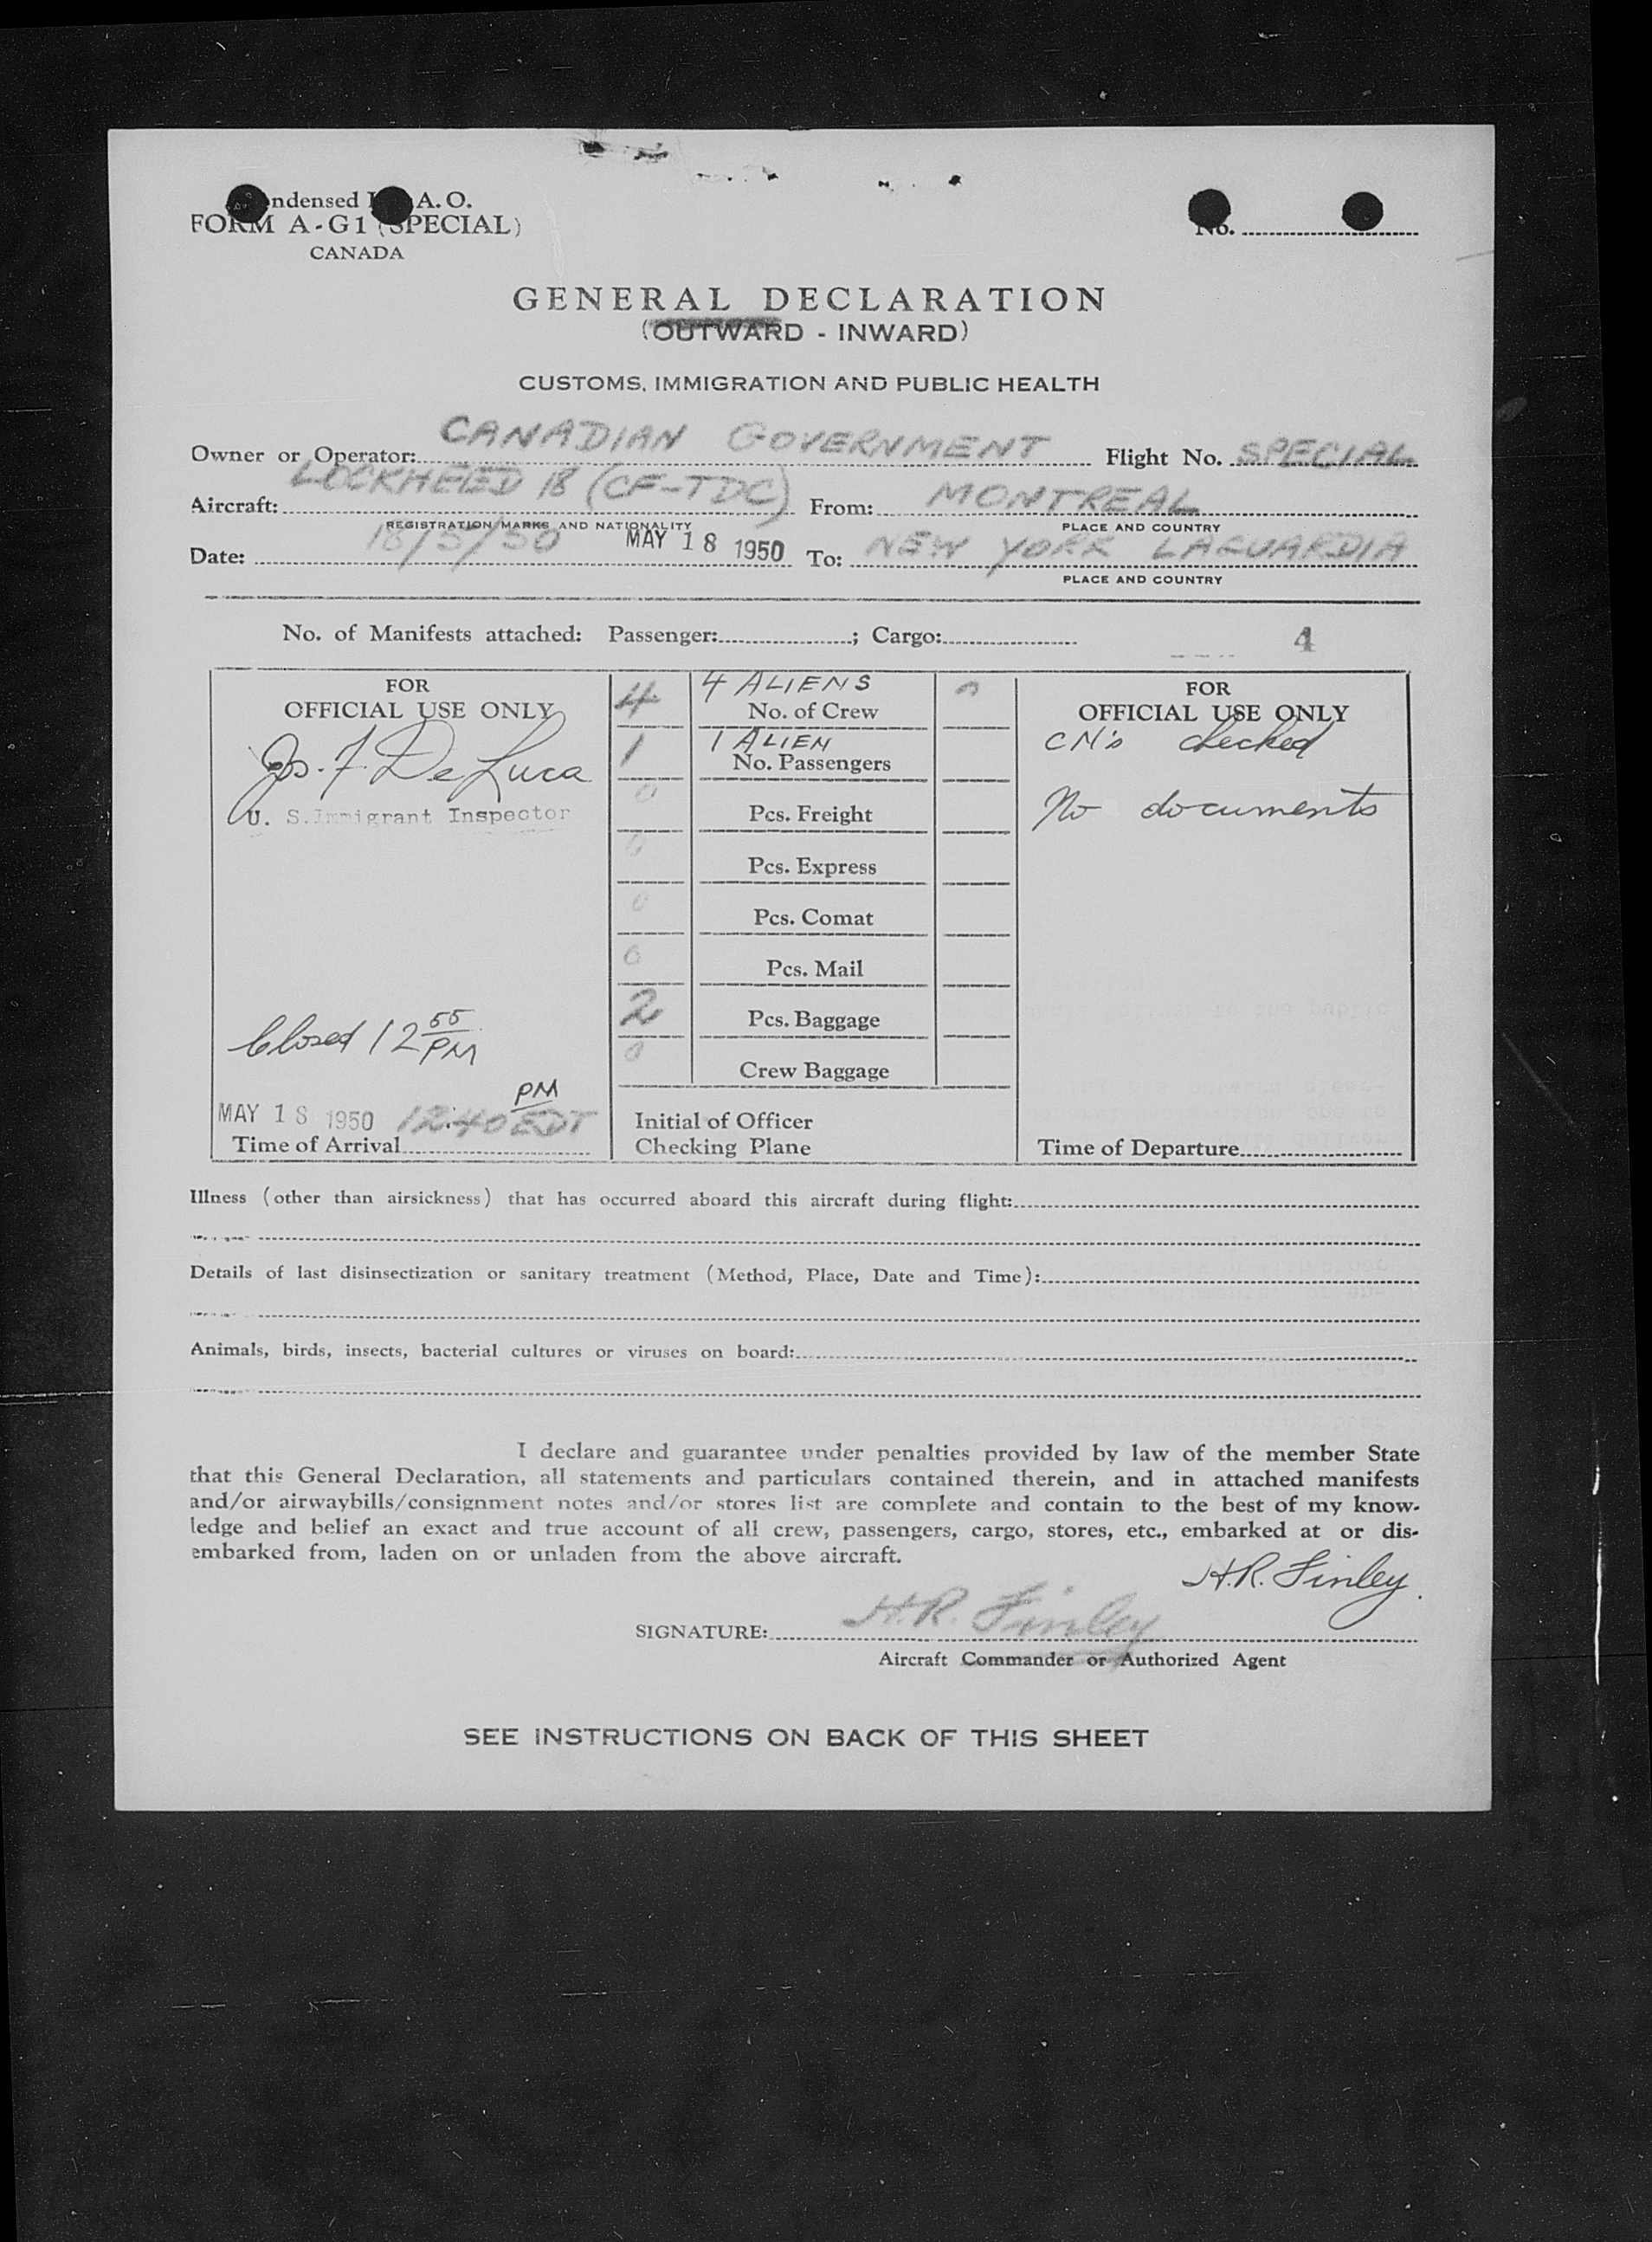 ndensed I A. O.
FORM A-G1 (SPECIAL)
CANADA
No.
GENERAL DECLARATION
(OUTWARD - INWARD)
CUSTOMS, IMMIGRATION AND PUBLIC HEALTH
Owner or Operator: CANADIAN GOVERNMENT Flight No. SPECIAL
Aircraft: LOCKHEED 18 (CF-TDC) From: MONTREAL
REGISTRATION MARKS AND NATIONALITY PLACE AND COUNTRY
Date: 18/5/50 MAY 18 1950 To: NEW YORK LAGUARDIA
PLACE AND COUNTRY
No. of Manifests attached: Passenger: ; Cargo: 4
FOR
OFFICIAL USE ONLY
Jos. F. De Luca
U. S. Immigrant Inspector
Closed 12 55 PM
PM
MAY 18 1950 12:40 EDT
Time of Arrival
4 4 ALIENS 0
No. of Crew
1 1 ALIEN
No. Passengers
0 Pcs. Freight
0 Pcs. Express
0 Pcs. Comat
0 Pcs. Mail
2 Pcs. Baggage
0 Crew Baggage
Initial of Officer
Checking Plane
FOR
OFFICIAL USE ONLY
CM's checked
No documents
Time of Departure
Illness (other than airsickness) that has occurred aboard this aircraft during flight:
Details of last disinsectization or sanitary treatment (Method, Place, Date and Time):
Animals, birds, insects, bacterial cultures or viruses on board:
I declare and guarantee under penalties provided by law of the member State
that this General Declaration, all statements and particulars contained therein, and in attached manifests
and/or airwaybills/consignment notes and/or stores list are complete and contain to the best of my know-
ledge and belief an exact and true account of all crew, passengers, cargo, stores, etc., embarked at or dis-
embarked from, laden on or unladen from the above aircraft.
H.R. Finley.
SIGNATURE: H.R. Finley
Aircraft Commander or Authorized Agent
SEE INSTRUCTIONS ON BACK OF THIS SHEET